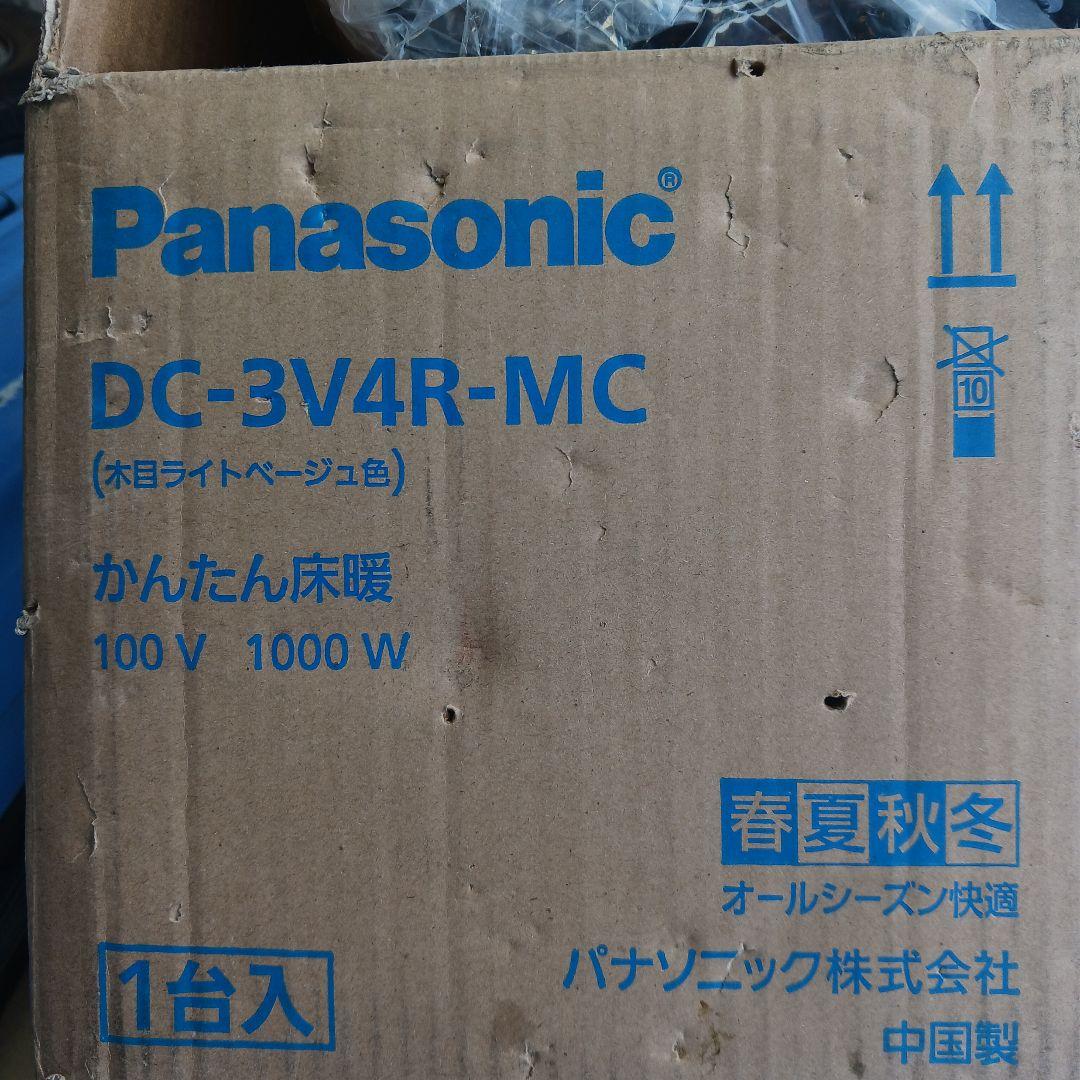 Panasonic®
DC-3V4R-MC
(木目ライトベージュ色)
かんたん床暖
100 V 1000 W
10
春夏秋冬
オールシーズン快適
パナソニック株式会社
中国製
1台入